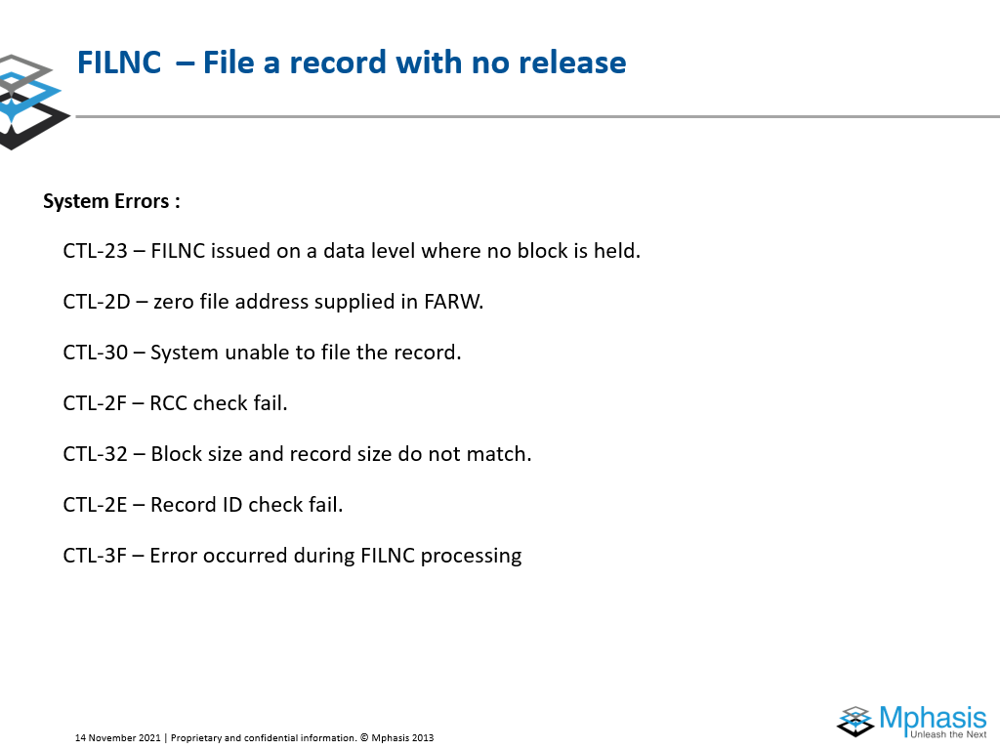 FILNC  – File a record with no release
System Errors :
CTL-23 – FILNC issued on a data level where no block is held.
CTL-2D – zero file address supplied in FARW.
CTL-30 – System unable to file the record.
CTL-2F – RCC check fail.
CTL-32 – Block size and record size do not match.
CTL-2E – Record ID check fail.
CTL-3F – Error occurred during FILNC processing
Mphasis
Unleash the Next
14 November 2021 | Proprietary and confidential information. © Mphasis 2013